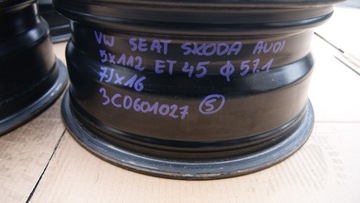 VW SEAT SKODA AUDI
5x112 ET 45 Φ 57.1
7Jx16
3C0601027 5